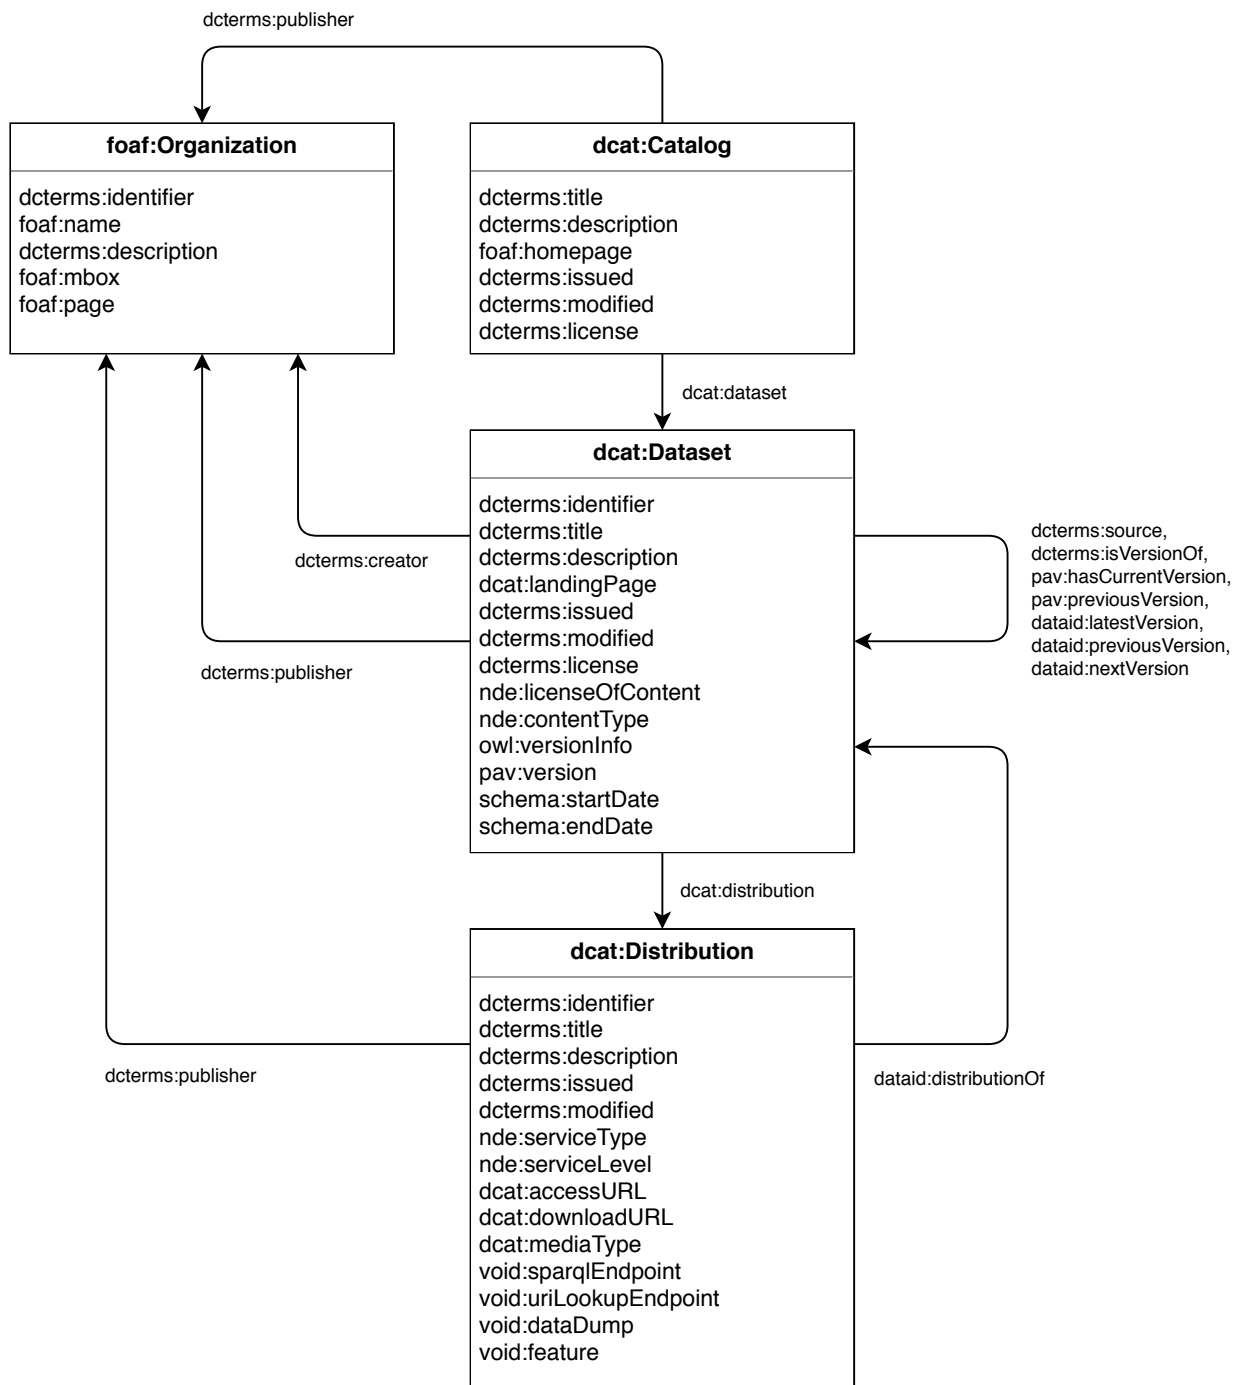 dcterms:publisher
foaf:Organization
dcterms:identifier
foaf:name
dcterms:description
foaf:mbox
foaf:page
dcat:Catalog
dcterms:title
dcterms:description
foaf:homepage
dcterms:issued
dcterms:modified
dcterms:license
dcat:dataset
dcat:Dataset
dcterms:identifier
dcterms:title
dcterms:description
dcat:landingPage
dcterms:issued
dcterms:modified
dcterms:license
nde:licenseOfContent
nde:contentType
owl:versionInfo
pav:version
schema:startDate
schema:endDate
dcterms:creator
dcterms:publisher
dcterms:source,
dcterms:isVersionOf,
pav:hasCurrentVersion,
pav:previousVersion,
dataid:latestVersion,
dataid:previousVersion,
dataid:nextVersion
dcat:distribution
dcat:Distribution
dcterms:identifier
dcterms:title
dcterms:description
dcterms:issued
dcterms:modified
nde:serviceType
nde:serviceLevel
dcat:accessURL
dcat:downloadURL
dcat:mediaType
void:sparqlEndpoint
void:uriLookupEndpoint
void:dataDump
void:feature
dcterms:publisher
dataid:distributionOf